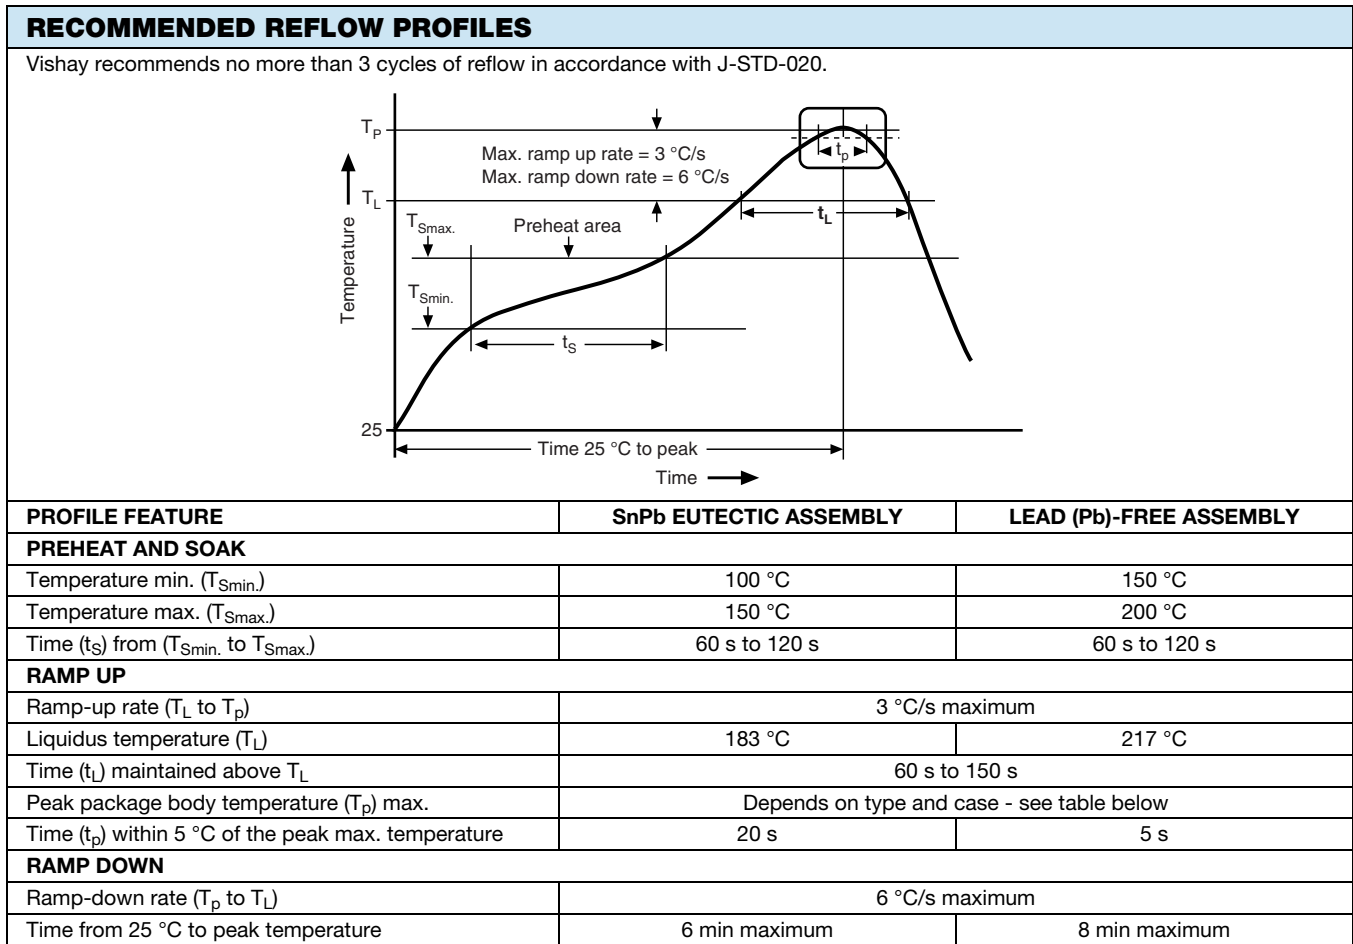 RECOMMENDED REFLOW PROFILES
Vishay recommends no more than 3 cycles of reflow in accordance with J-STD-020.
TP
Max. ramp up rate = 3 °C/s
Max. ramp down rate = 6 °C/s
tp
TL
tL
TSmax.
Preheat area
Temperature
TSmin.
tS
25
Time 25 °C to peak
Time
PROFILE FEATURE SnPb EUTECTIC ASSEMBLY LEAD (Pb)-FREE ASSEMBLY
PREHEAT AND SOAK
Temperature min. (TSmin.) 100 °C 150 °C
Temperature max. (TSmax.) 150 °C 200 °C
Time (tS) from (TSmin. to TSmax.) 60 s to 120 s 60 s to 120 s
RAMP UP
Ramp-up rate (TL to Tp) 3 °C/s maximum
Liquidus temperature (TL) 183 °C 217 °C
Time (tL) maintained above TL 60 s to 150 s
Peak package body temperature (Tp) max. Depends on type and case - see table below
Time (tp) within 5 °C of the peak max. temperature 20 s 5 s
RAMP DOWN
Ramp-down rate (Tp to TL) 6 °C/s maximum
Time from 25 °C to peak temperature 6 min maximum 8 min maximum